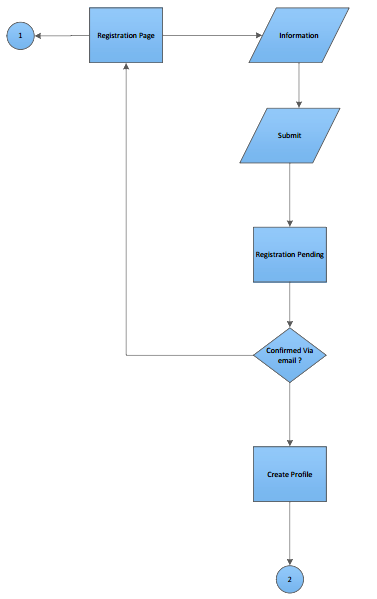 1
Registration Page
Information
Submit
Registration Pending
Confirmed Via
email ?
Create Profile
2